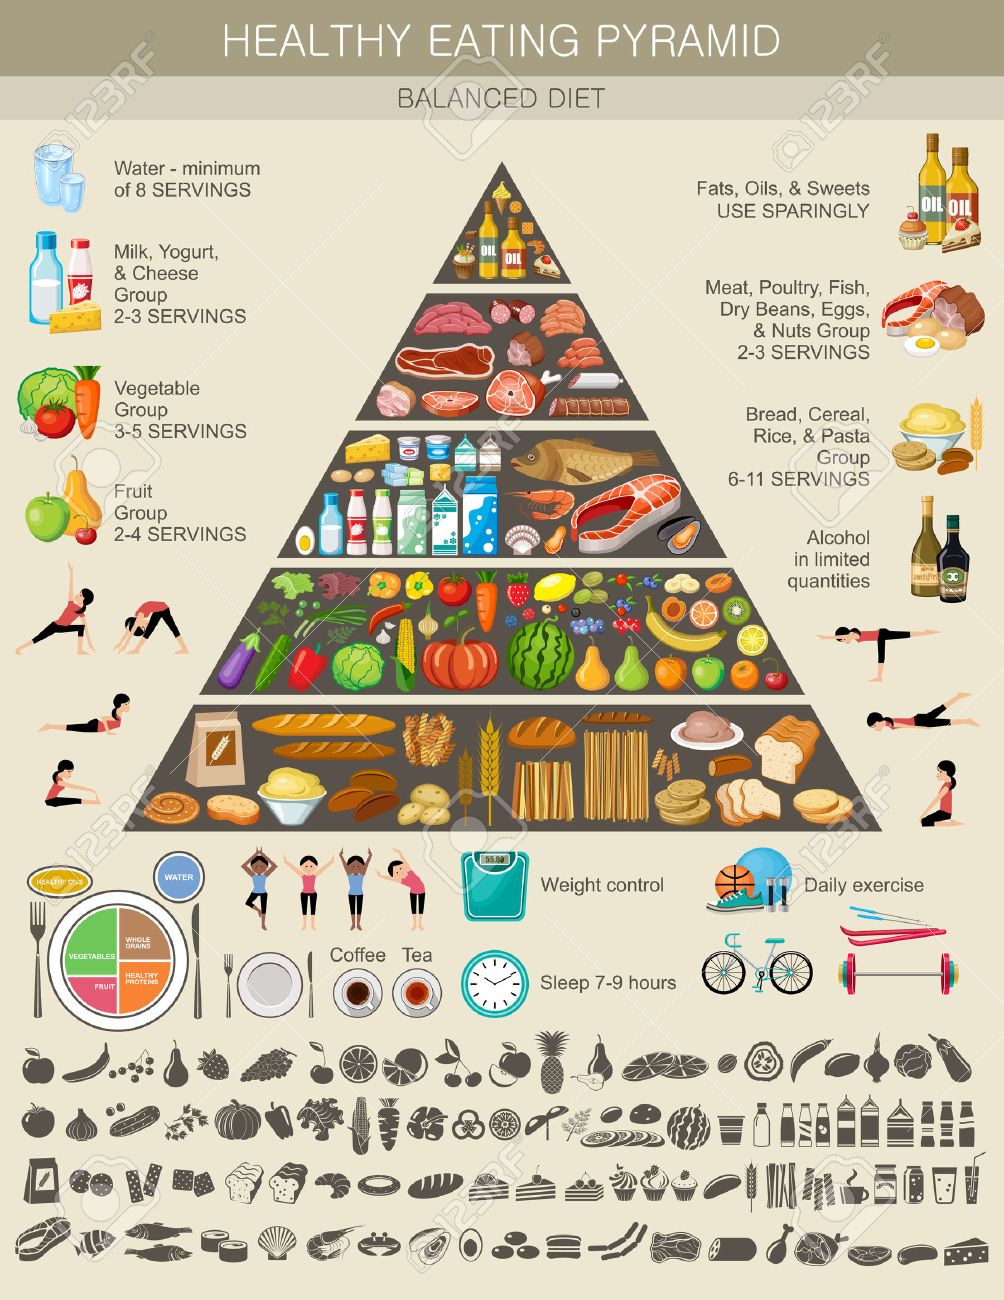 HEALTHY EATING PYRAMID
BALANCED DIET
Water - minimum
of 8 SERVINGS
Milk, Yogurt,
& Cheese
Group
2-3 SERVINGS
Vegetable
Group
3-5 SERVINGS
Fruit
Group
2-4 SERVINGS
Fats, Oils, & Sweets
USE SPARINGLY
OIL
OIL
Meat, Poultry, Fish,
Dry Beans, Eggs,
& Nuts Group
2-3 SERVINGS
Bread, Cereal,
Rice, & Pasta
Group
6-11 SERVINGS
Alcohol
in limited
quantities
OIL
OIL
HEALTHY OILS
WATER
VEGETABLES
WHOLE
GRAINS
FRUIT
HEALTHY
PROTEINS
Coffee
Tea
Weight control
Sleep 7-9 hours
Daily exercise
123RF